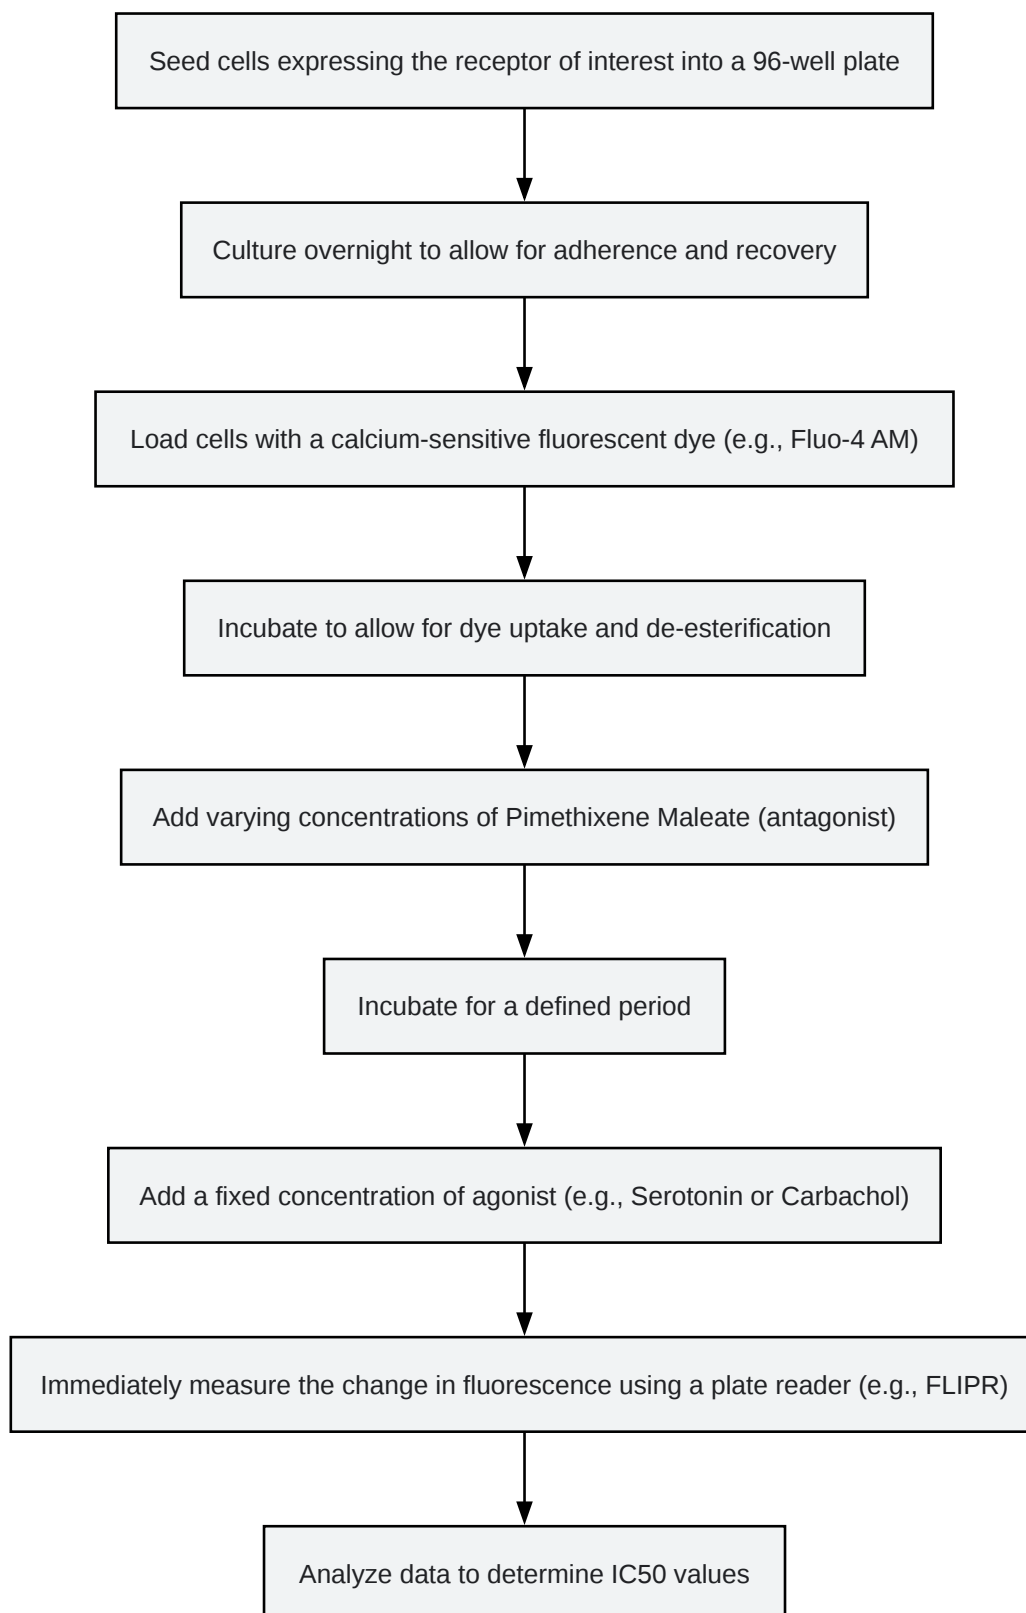 Seed cells expressing the receptor of interest into a 96-well plate
Culture overnight to allow for adherence and recovery
Load cells with a calcium-sensitive fluorescent dye (e.g., Fluo-4 AM)
Incubate to allow for dye uptake and de-esterification
Add varying concentrations of Pimethixene Maleate (antagonist)
Incubate for a defined period
Add a fixed concentration of agonist (e.g., Serotonin or Carbachol)
Immediately measure the change in fluorescence using a plate reader (e.g., FLIPR)
Analyze data to determine IC50 values